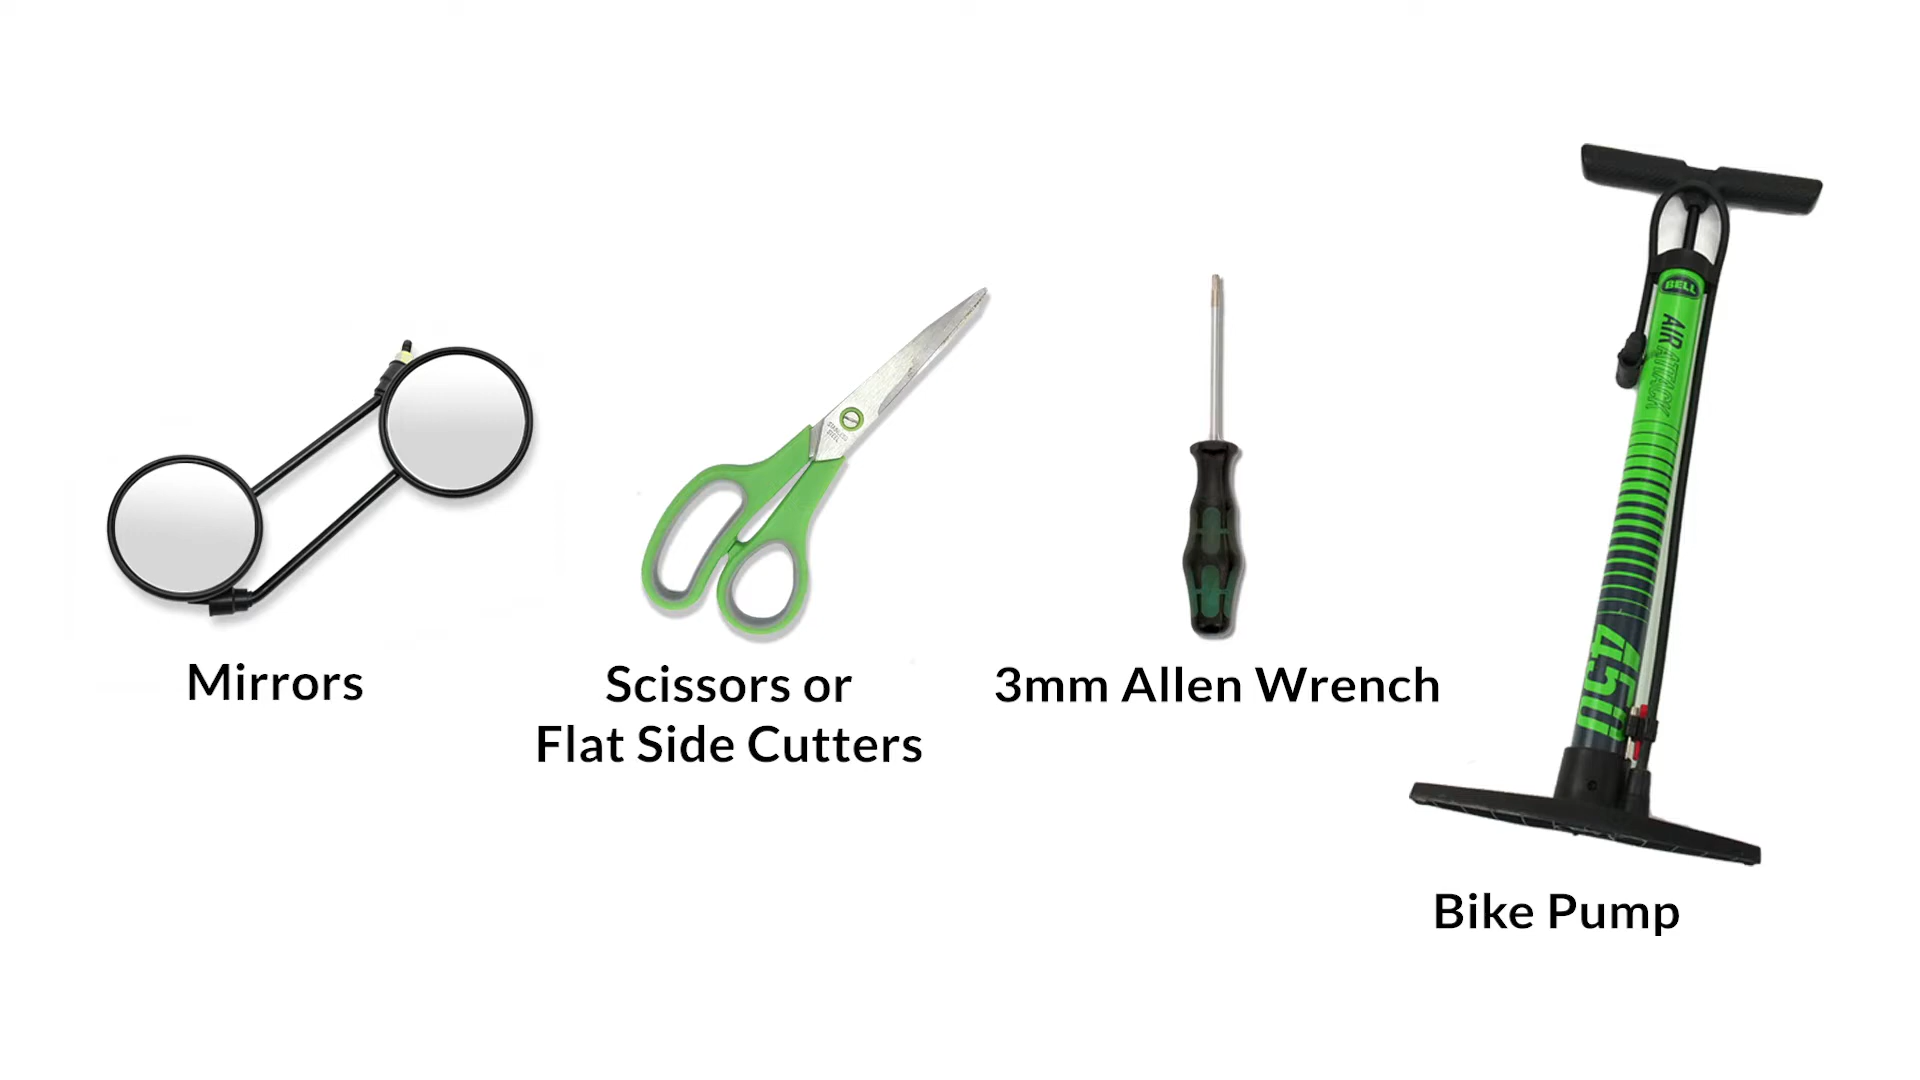 Mirrors
Scissors or
Flat Side Cutters
3mm Allen Wrench
BELL
AIR ATTACK
450
Bike Pump